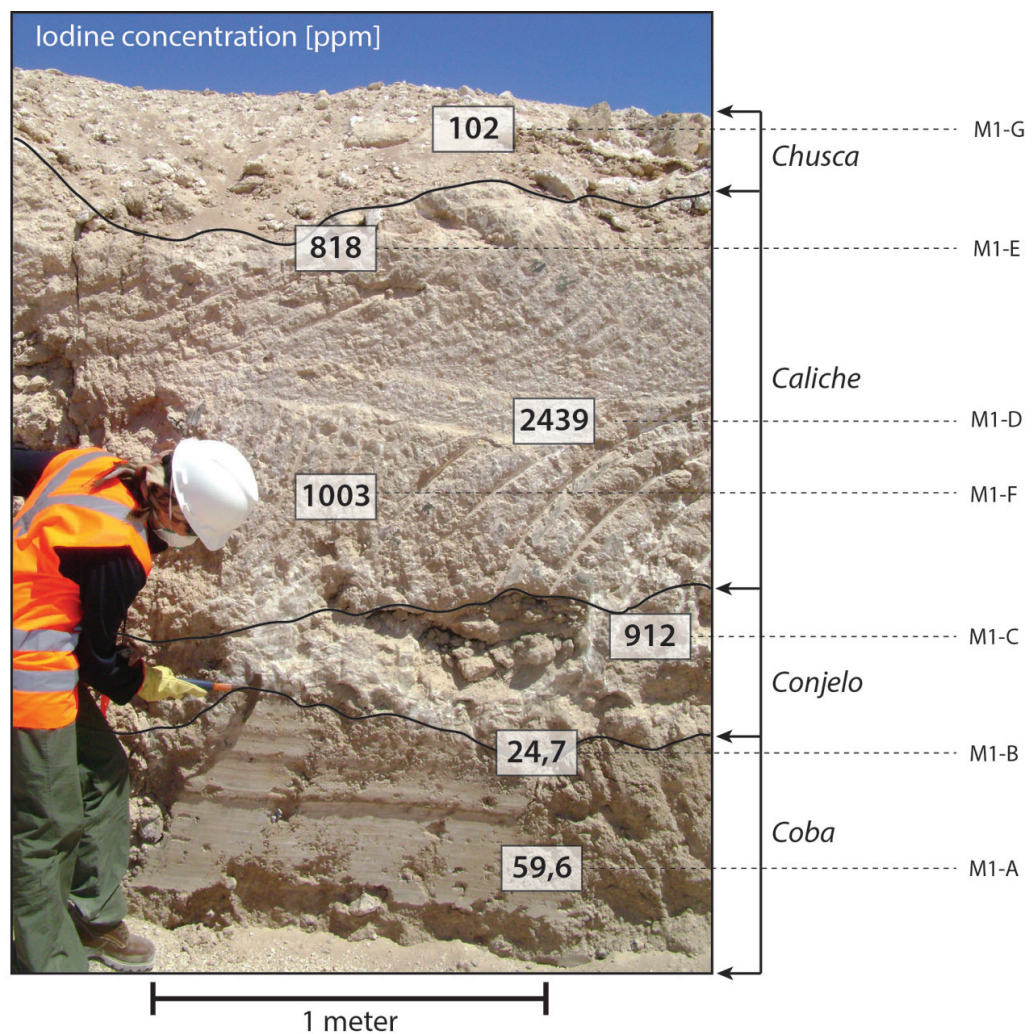 Iodine concentration [ppm]
102
M1-G
Chusca
818
M1-E
Caliche
2439
M1-D
1003
M1-F
912
M1-C
Conjelo
24,7
M1-B
Coba
59,6
M1-A
1 meter